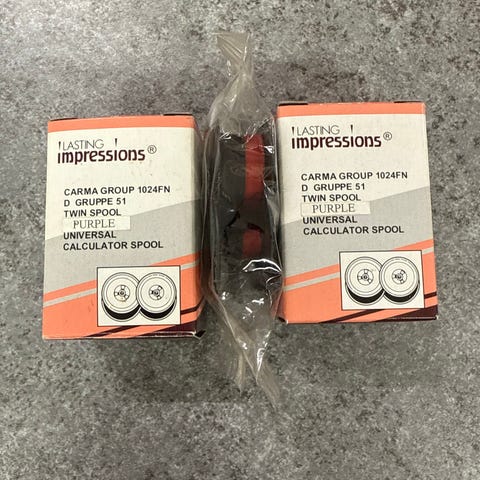 LASTING
impressions®
CARMA GROUP 1024FN
D GRUPPE 51
TWIN SPOOL
PURPLE
UNIVERSAL
CALCULATOR SPOOL
LASTING
impressions®
CARMA GROUP 1024FN
D GRUPPE 51
TWIN SPOOL
PURPLE
UNIVERSAL
CALCULATOR SPOOL